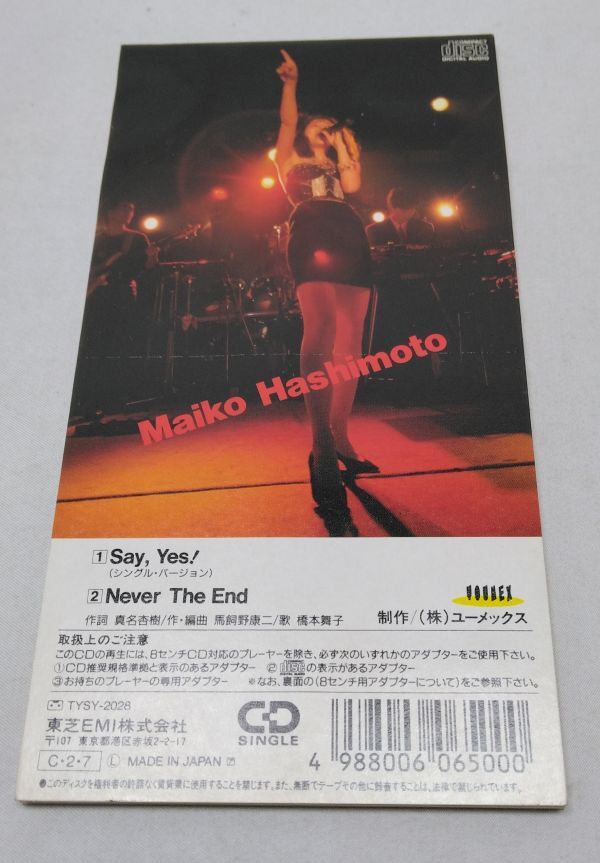 COMPACT
disc
DIGITAL AUDIO
Roland
Maiko Hashimoto
1 Say, Yes!
(シングル・バージョン)
2 Never The End
作詞 真名杏樹/作・編曲 馬飼野康二/歌 橋本舞子
YOUMEX
制作/(株)ユーメックス
取扱上のご注意
このCDの再生には、8センチCD対応のプレーヤーを除き、必ず次のいずれかのアダプターをご使用下さい。
①CD推奨規格準拠と表示のあるアダプター ②disc の表示があるアダプター
③お持ちのプレーヤーの専用アダプター ※なお、裏面の(8センチ用アダプターについて)をご参照下さい。
TYSY-2028
東芝EMI株式会社
〒107 東京都港区赤坂2-2-17
C・2・7 Ⓛ MADE IN JAPAN
CD
SINGLE
4 988006 065000
●このディスクを権利者の許諾なく賃貸業に使用することを禁じます。また、無断でテープその他に録音することは、法律で禁じられています。